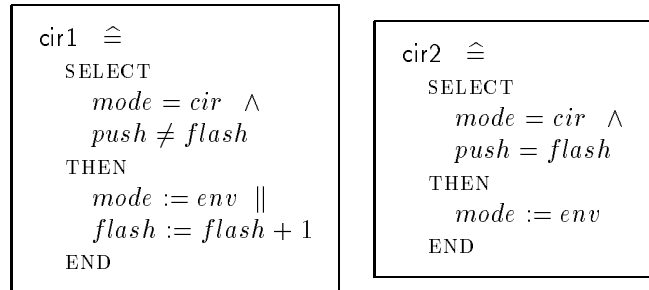 cir1 ≙
SELECT
mode = cir ∧
push ≠ flash
THEN
mode := env ||
flash := flash + 1
END
cir2 ≙
SELECT
mode = cir ∧
push = flash
THEN
mode := env
END